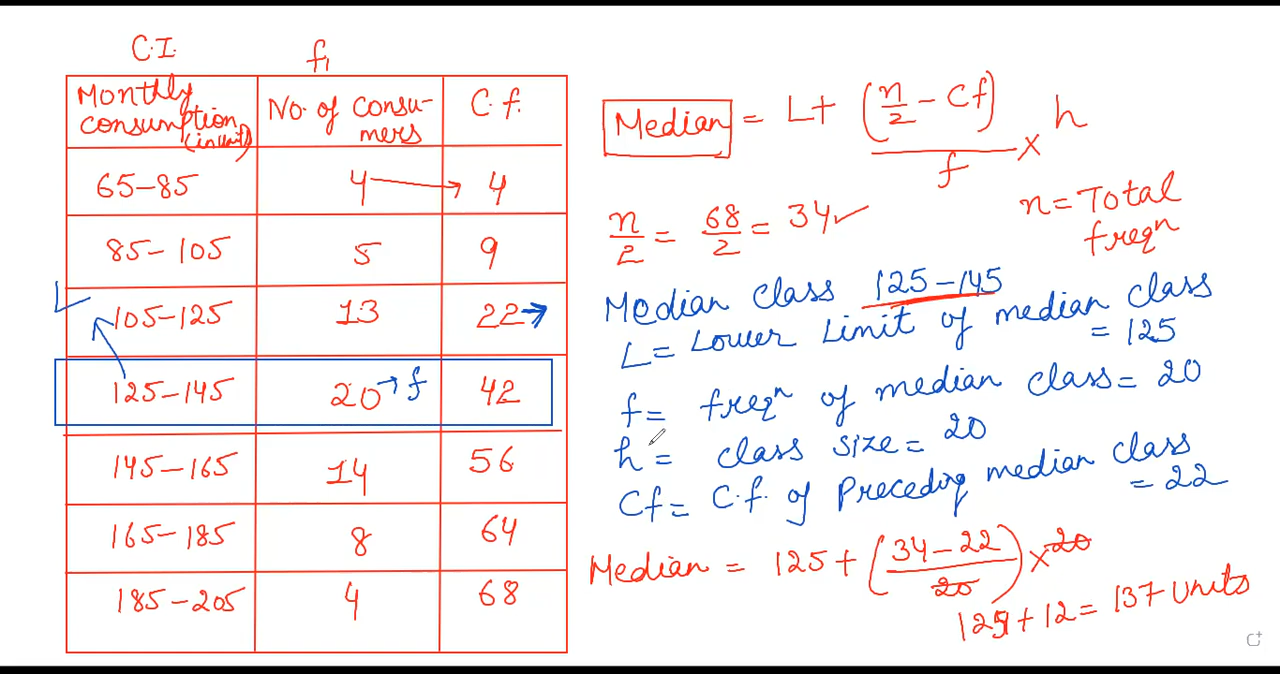 C.I. f₁
Monthly consumption (in unit) No. of consu-mers C.f.
65-85 4 4
85-105 5 9
L 105-125 13 22
125-145 20 → f 42
145-165 14 56
165-185 8 64
185-205 4 68
Median = L+ (n/2 - Cf)/f × h
n/2 = 68/2 = 34 ✓
n = Total freqⁿ
Median class 125-145
L = Lower Limit of median class = 125
f = freqⁿ of median class = 20
h = class size = 20
Cf = C.f. of Preceding median class = 22
Median = 125 + (34-22/20) × 20
125 + 12 = 137 units